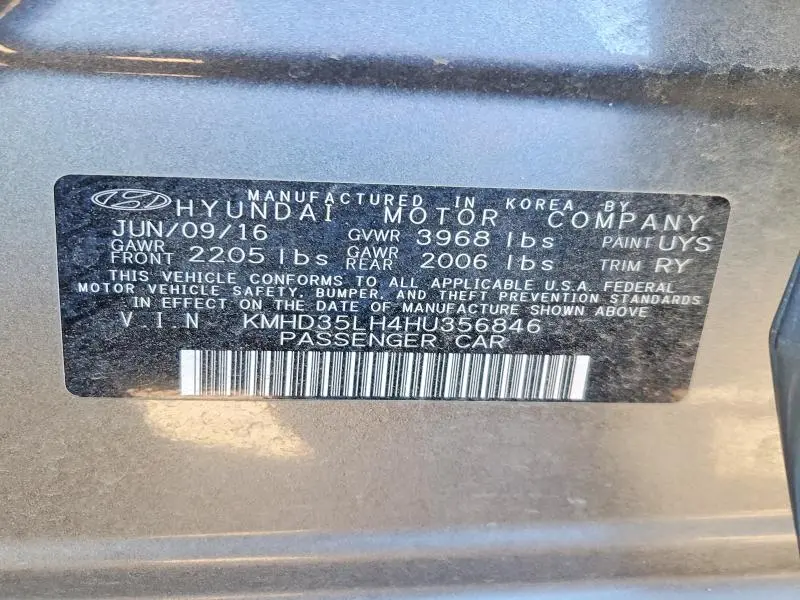 MANUFACTURED IN KOREA BY
HYUNDAI MOTOR COMPANY
JUN/09/16 GVWR 3968 lbs PAINT UYS
GAWR FRONT 2205 lbs GAWR REAR 2006 lbs TRIM RY
THIS VEHICLE CONFORMS TO ALL APPLICABLE U.S.A. FEDERAL
MOTOR VEHICLE SAFETY, BUMPER, AND THEFT PREVENTION STANDARDS
IN EFFECT ON THE DATE OF MANUFACTURE SHOWN ABOVE
V.I.N KMHD35LH4HU356846
PASSENGER CAR